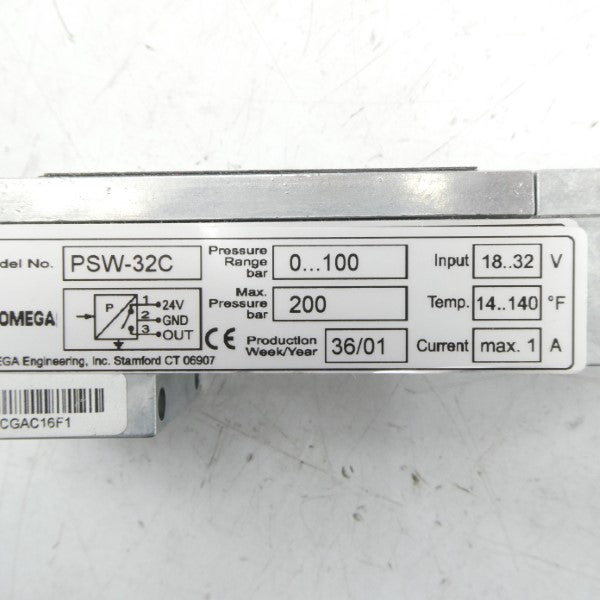 del No. PSW-32C Pressure Range bar 0...100 Input 18..32 V
OMEGA P 1 24V 2 GND 3 OUT CE Max. Pressure bar 200 Temp. 14..140 °F
Production Week/Year 36/01 Current max. 1 A
EGA Engineering, Inc. Stamford CT 06907
CGAC16F1